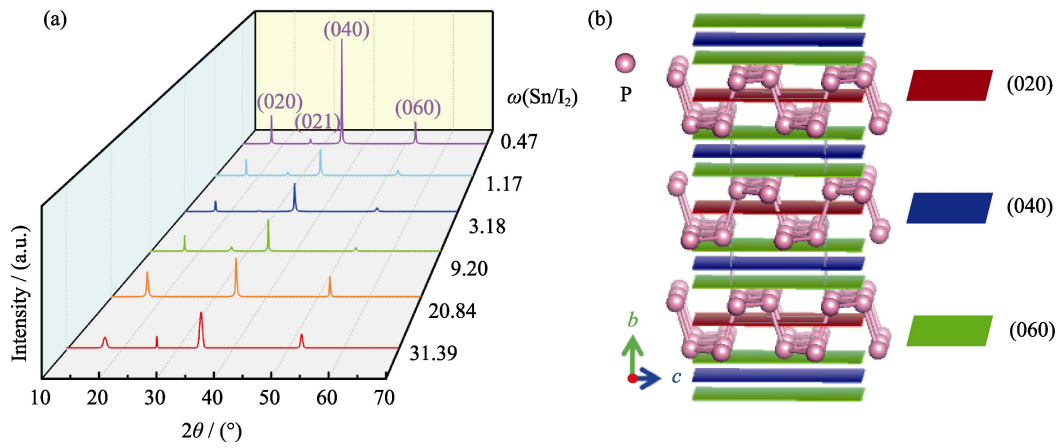 (a)
(040)
(020)
(021)
(060)
ω(Sn/I₂)
0.47
1.17
3.18
9.20
20.84
31.39
Intensity / (a.u.)
10 20 30 40 50 60 70
2θ / (°)
(b)
P
b
c
(020)
(040)
(060)